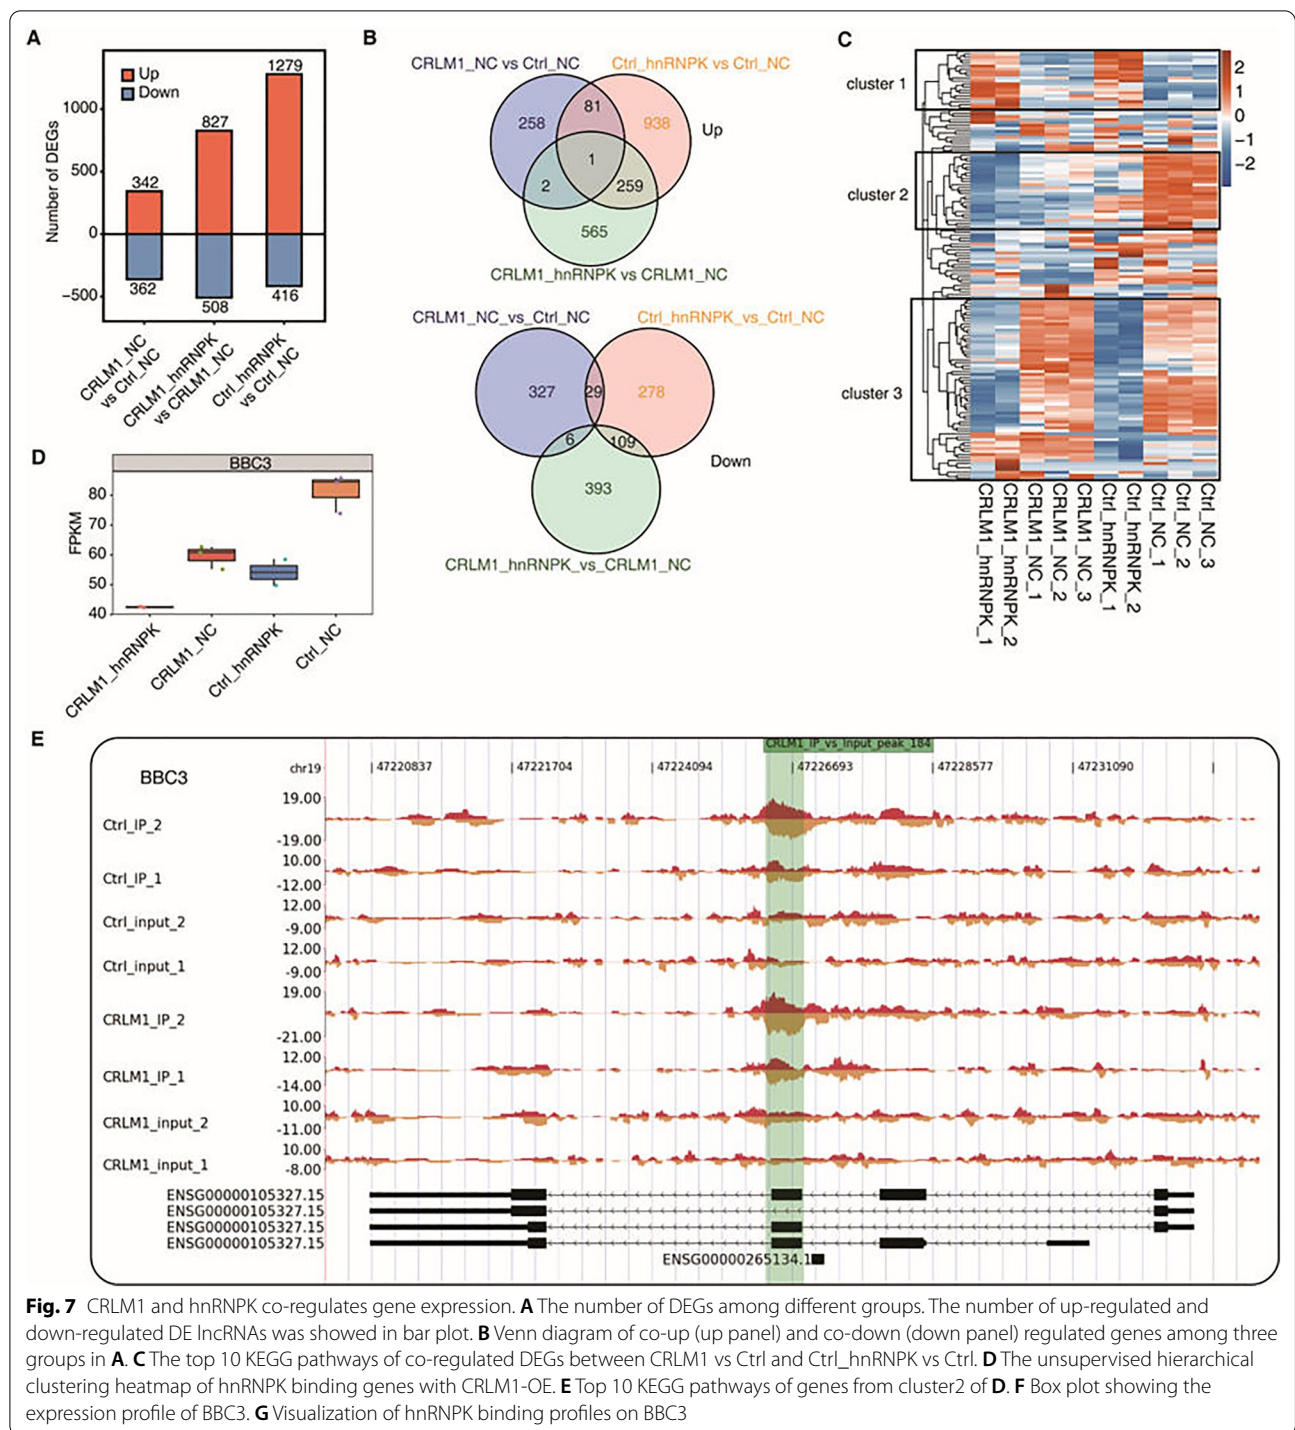 A
Up
Down
Number of DEGs
1000
500
0
−500
342
827
1279
362
508
416
CRLM1_NC
vs Ctrl_NC
CRLM1_hnRNPK
vs CRLM1_NC
Ctrl_hnRNPK
vs Ctrl_NC
B
CRLM1_NC vs Ctrl_NC
Ctrl_hnRNPK vs Ctrl_NC
258
81
938
Up
1
2
259
565
CRLM1_hnRNPK vs CRLM1_NC
CRLM1_NC_vs_Ctrl_NC
Ctrl_hnRNPK_vs_Ctrl_NC
327
29
278
6
109
Down
393
CRLM1_hnRNPK_vs_CRLM1_NC
C
cluster 1
cluster 2
cluster 3
2
1
0
−1
−2
CRLM1_hnRNPK_1
CRLM1_hnRNPK_2
CRLM1_NC_1
CRLM1_NC_2
CRLM1_NC_3
Ctrl_hnRNPK_1
Ctrl_hnRNPK_2
Ctrl_NC_1
Ctrl_NC_2
Ctrl_NC_3
D
BBC3
FPKM
80
70
60
50
40
CRLM1_hnRNPK
CRLM1_NC
Ctrl_hnRNPK
Ctrl_NC
E
CRLM1_IP_vs_Input_peak_184
BBC3
chr19
47220837
47221704
47224094
47226693
47228577
47231090
Ctrl_IP_2
19.00
-19.00
Ctrl_IP_1
10.00
-12.00
Ctrl_input_2
12.00
-9.00
Ctrl_input_1
12.00
-9.00
CRLM1_IP_2
19.00
-21.00
CRLM1_IP_1
12.00
-14.00
CRLM1_input_2
10.00
-11.00
CRLM1_input_1
10.00
-8.00
ENSG00000105327.15
ENSG00000105327.15
ENSG00000105327.15
ENSG00000105327.15
ENSG00000265134.1
Fig. 7 CRLM1 and hnRNPK co-regulates gene expression. A The number of DEGs among different groups. The number of up-regulated and
down-regulated DE lncRNAs was showed in bar plot. B Venn diagram of co-up (up panel) and co-down (down panel) regulated genes among three
groups in A. C The top 10 KEGG pathways of co-regulated DEGs between CRLM1 vs Ctrl and Ctrl_hnRNPK vs Ctrl. D The unsupervised hierarchical
clustering heatmap of hnRNPK binding genes with CRLM1-OE. E Top 10 KEGG pathways of genes from cluster2 of D. F Box plot showing the
expression profile of BBC3. G Visualization of hnRNPK binding profiles on BBC3